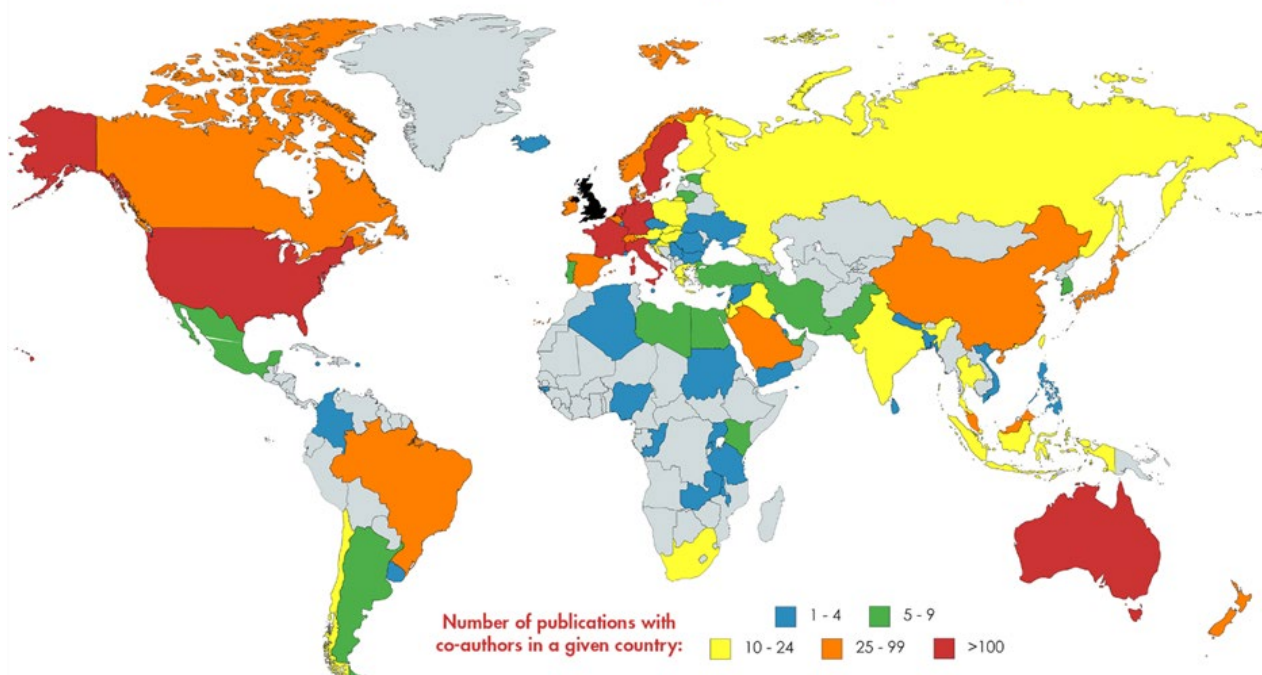 Number of publications with
co-authors in a given country:
1 - 4
5 - 9
10 - 24
25 - 99
>100